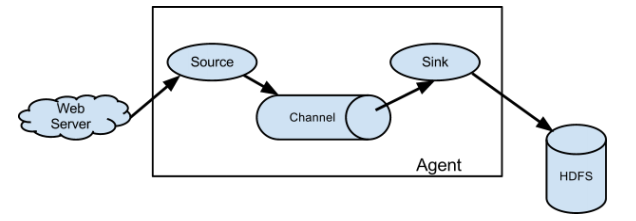 Source
Sink
Web
Server
Channel
Agent
HDFS